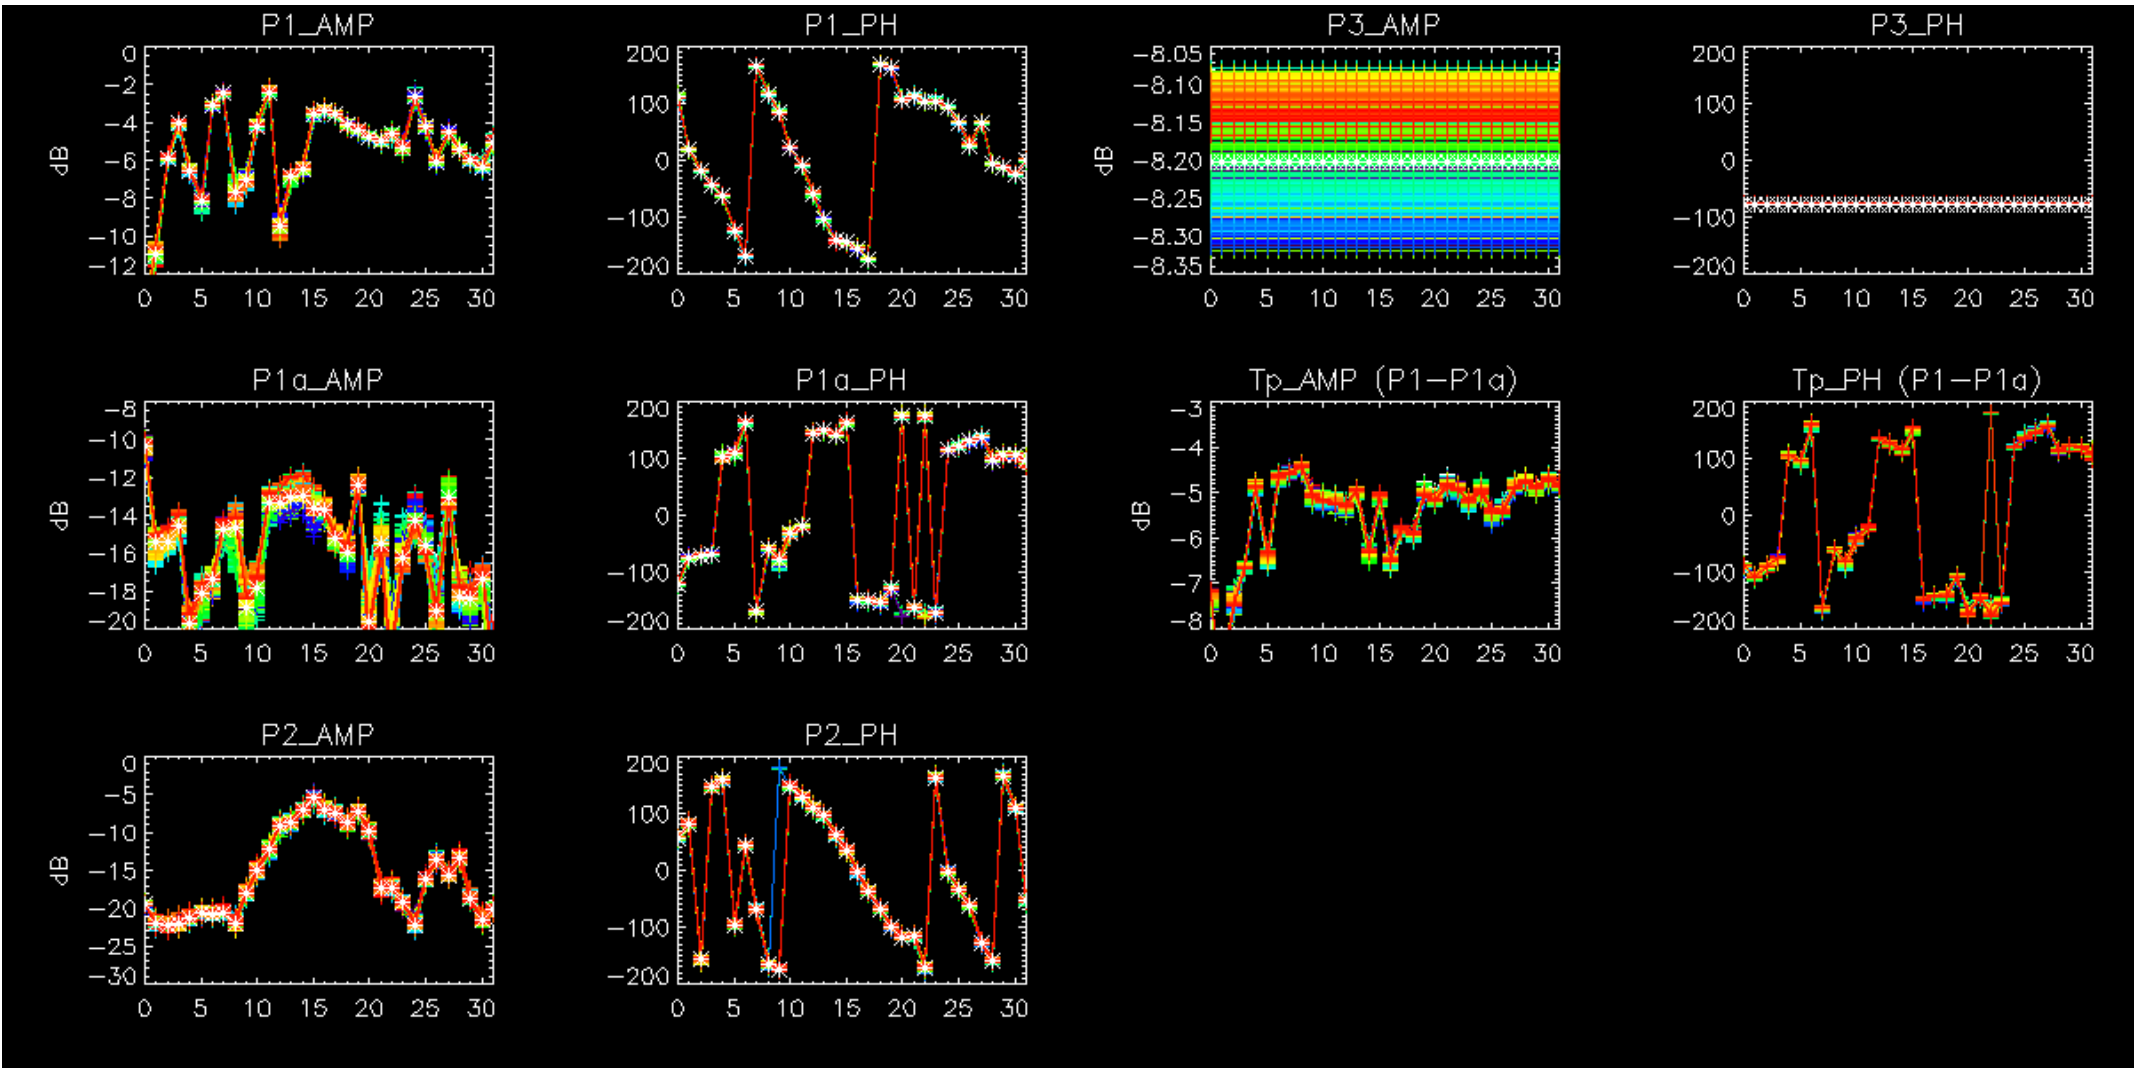 P1_AMP
P1_PH
P3_AMP
P3_PH
dB
0
-2
-4
-6
-8
-10
-12
0 5 10 15 20 25 30
200
100
0
-100
-200
0 5 10 15 20 25 30
dB
-8.05
-8.10
-8.15
-8.20
-8.25
-8.30
-8.35
0 5 10 15 20 25 30
200
100
0
-100
-200
0 5 10 15 20 25 30
P1a_AMP
P1a_PH
Tp_AMP (P1-P1a)
Tp_PH (P1-P1a)
dB
-8
-10
-12
-14
-16
-18
-20
0 5 10 15 20 25 30
200
100
0
-100
-200
0 5 10 15 20 25 30
dB
-3
-4
-5
-6
-7
-8
0 5 10 15 20 25 30
200
100
0
-100
-200
0 5 10 15 20 25 30
P2_AMP
P2_PH
dB
0
-5
-10
-15
-20
-25
-30
0 5 10 15 20 25 30
200
100
0
-100
-200
0 5 10 15 20 25 30